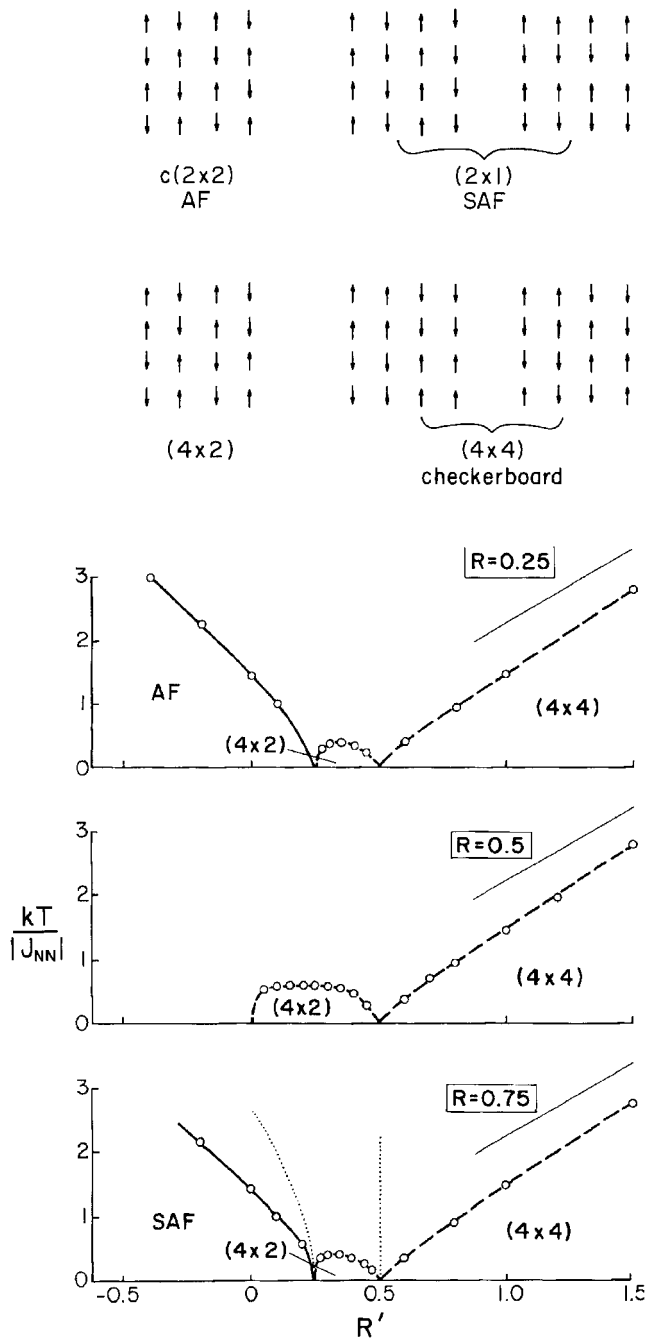 c(2x2) (2x1)
AF SAF
(4x2) (4x4)
checkerboard
3
2
1
0
R=0.25
AF
(4x2)
(4x4)
3
2
1
0
R=0.5
(4x2)
(4x4)
kT
|J_NN|
3
2
1
0
R=0.75
SAF
(4x2)
(4x4)
-0.5 0 0.5 1.0 1.5
R'